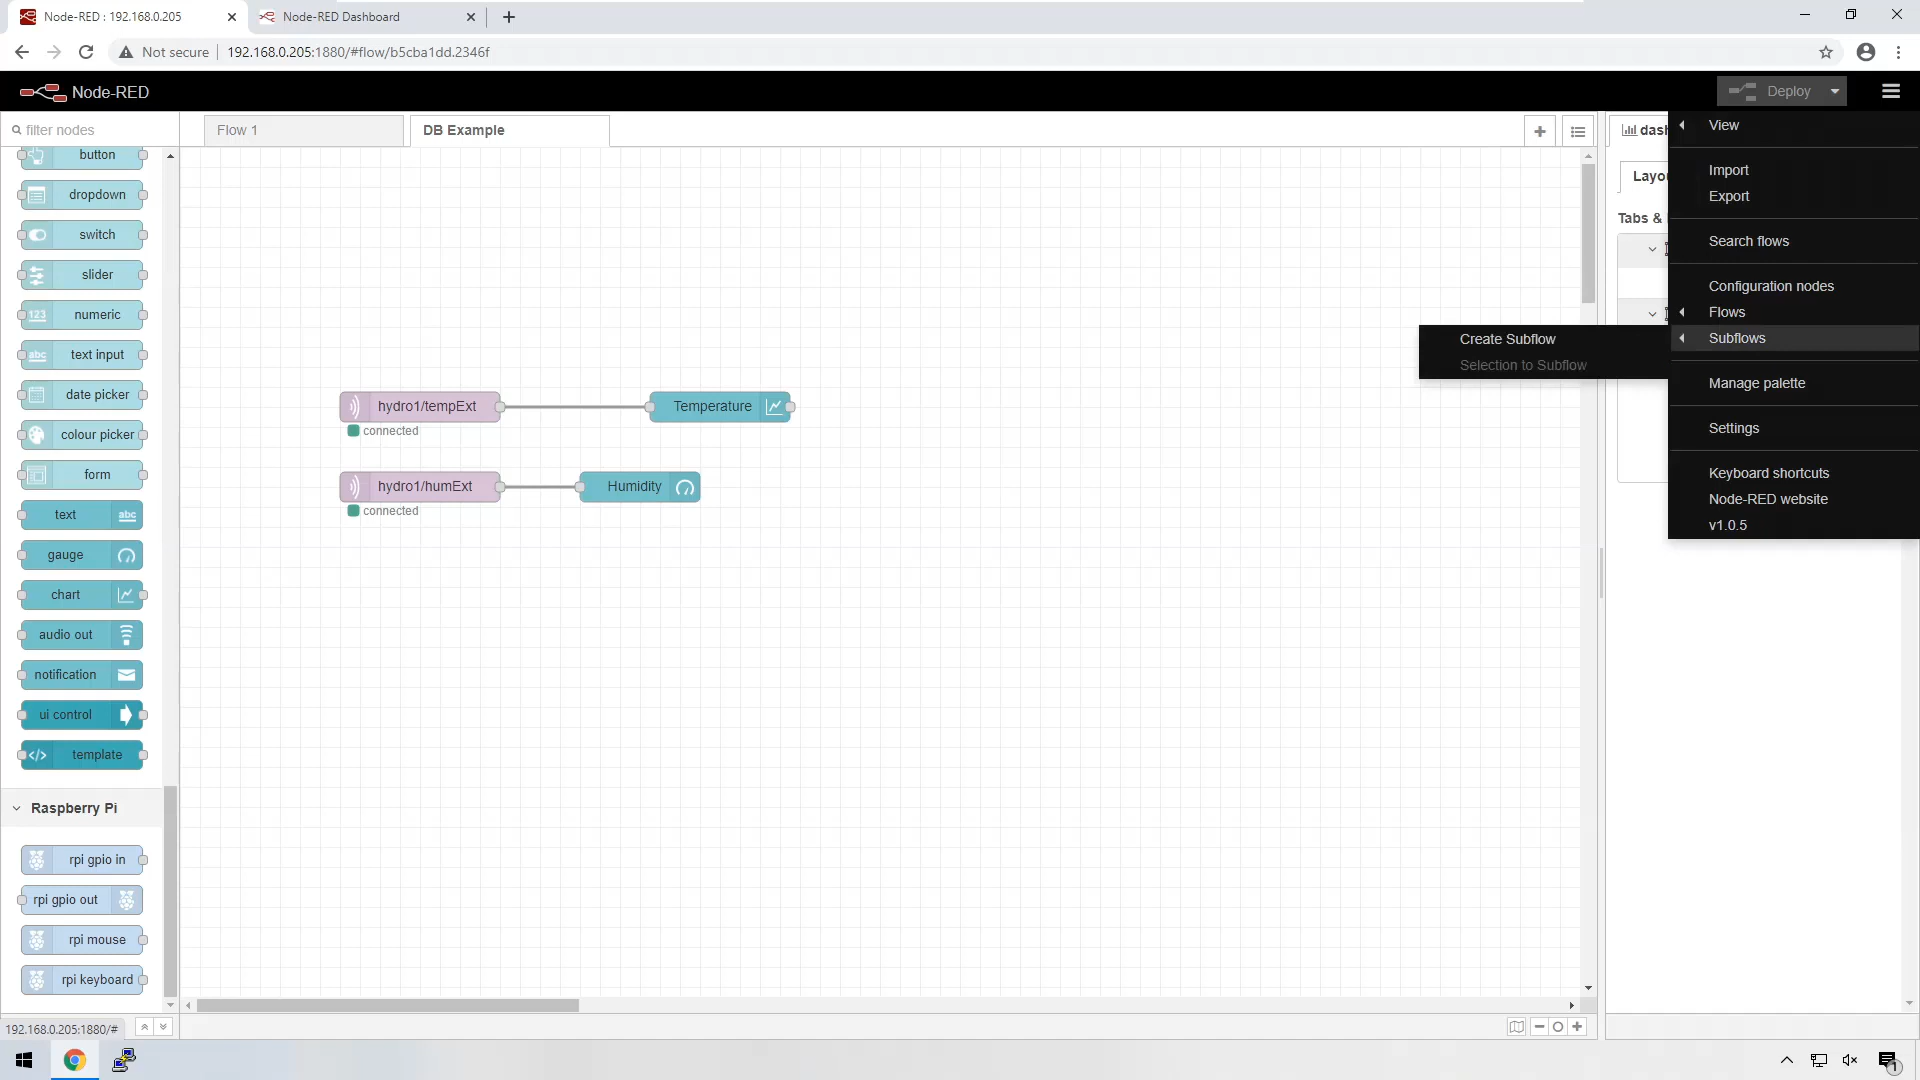 Node-RED : 192.168.0.205
Node-RED Dashboard
Not secure
192.168.0.205:1880/#flow/b5cba1dd.2346f
Node-RED
Deploy
filter nodes
Flow 1
DB Example
dash
View
Import
Export
Search flows
Configuration nodes
Flows
Subflows
Create Subflow
Selection to Subflow
Manage palette
Settings
Keyboard shortcuts
Node-RED website
v1.0.5
Layou
Tabs &
button
dropdown
switch
slider
123 numeric
abc text input
date picker
colour picker
form
text abc
gauge
chart
audio out
notification
ui control
</> template
Raspberry Pi
rpi gpio in
rpi gpio out
rpi mouse
rpi keyboard
hydro1/tempExt
connected
Temperature
hydro1/humExt
connected
Humidity
192.168.0.205:1880/#
1